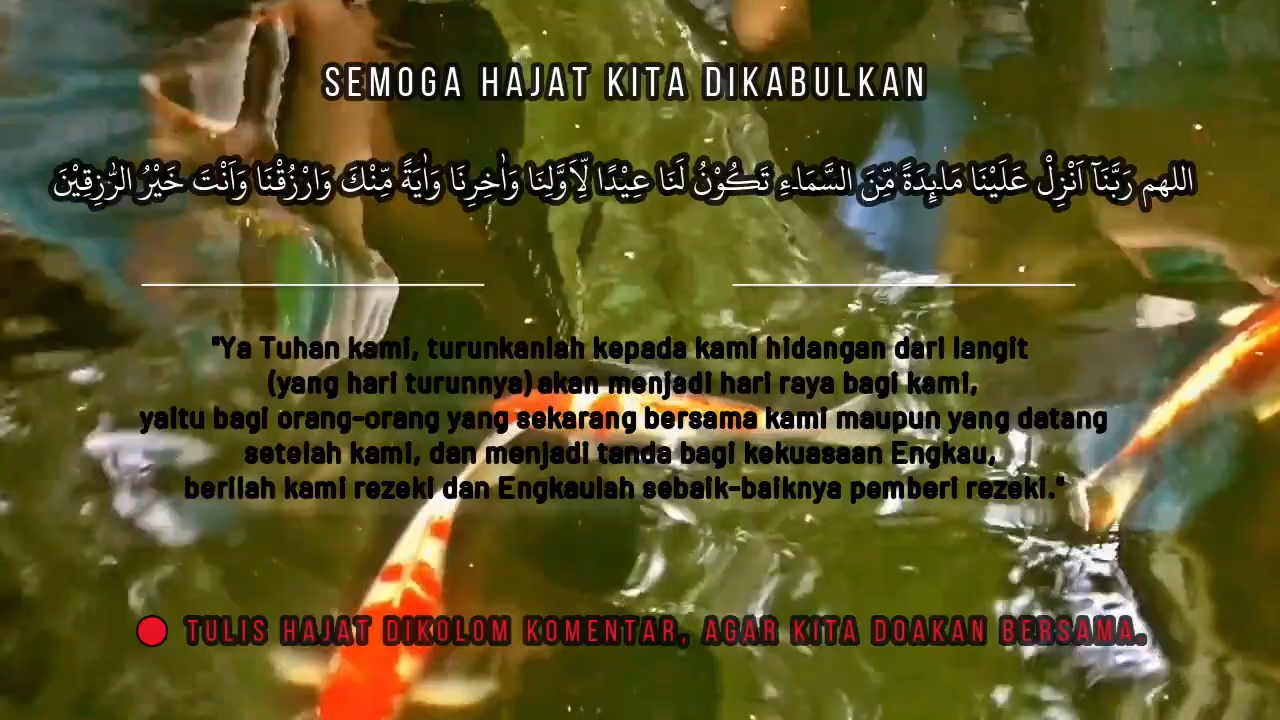 SEMOGA HAJAT KITA DIKABULKAN
اللهم رَبَّنَآ اَنْزِلْ عَلَيْنَا مَاۤىِٕدَةً مِّنَ السَّمَاۤءِ تَكُوْنُ لَنَا عِيْدًا لِّاَوَّلِنَا وَاٰخِرِنَا وَاٰيَةً مِّنْكَ وَارْزُقْنَا وَاَنْتَ خَيْرُ الرّٰزِقِيْنَ
"Ya Tuhan kami, turunkanlah kepada kami hidangan dari langit
(yang hari turunnya) akan menjadi hari raya bagi kami,
yaitu bagi orang-orang yang sekarang bersama kami maupun yang datang
setelah kami, dan menjadi tanda bagi kekuasaan Engkau,
berilah kami rezeki dan Engkaulah sebaik-baiknya pemberi rezeki."
TULIS HAJAT DIKOLOM KOMENTAR, AGAR KITA DOAKAN BERSAMA.